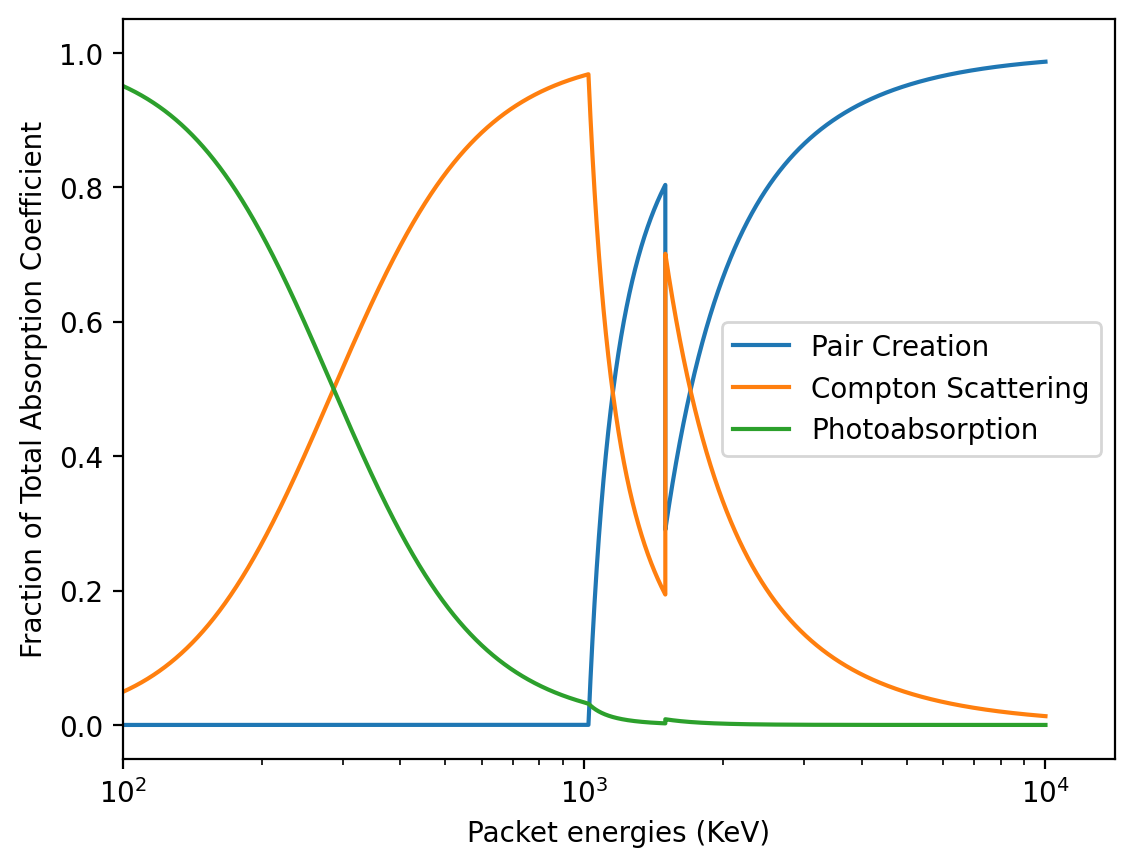 1.0
0.8
0.6
0.4
0.2
0.0
Fraction of Total Absorption Coefficient
Pair Creation
Compton Scattering
Photoabsorption
10² 10³ 10⁴
Packet energies (KeV)